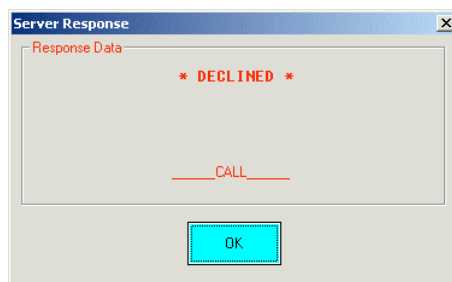 Server Response
Response Data
* DECLINED *
_____CALL_____
OK